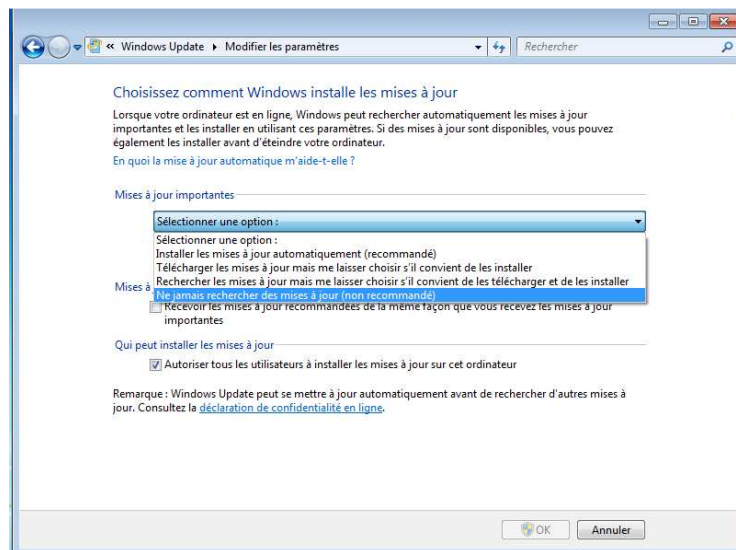 « Windows Update ▸ Modifier les paramètres
Rechercher
Choisissez comment Windows installe les mises à jour
Lorsque votre ordinateur est en ligne, Windows peut rechercher automatiquement les mises à jour
importantes et les installer en utilisant ces paramètres. Si des mises à jour sont disponibles, vous pouvez
également les installer avant d'éteindre votre ordinateur.
En quoi la mise à jour automatique m'aide-t-elle ?
Mises à jour importantes
Sélectionner une option :
Sélectionner une option :
Installer les mises à jour automatiquement (recommandé)
Télécharger les mises à jour mais me laisser choisir s'il convient de les installer
Rechercher les mises à jour mais me laisser choisir s'il convient de les télécharger et de les installer
Mises à
Ne jamais rechercher des mises à jour (non recommandé)
Recevoir les mises à jour recommandées de la même façon que vous recevez les mises à jour
importantes
Qui peut installer les mises à jour
Autoriser tous les utilisateurs à installer les mises à jour sur cet ordinateur
Remarque : Windows Update peut se mettre à jour automatiquement avant de rechercher d'autres mises à
jour. Consultez la déclaration de confidentialité en ligne.
OK
Annuler